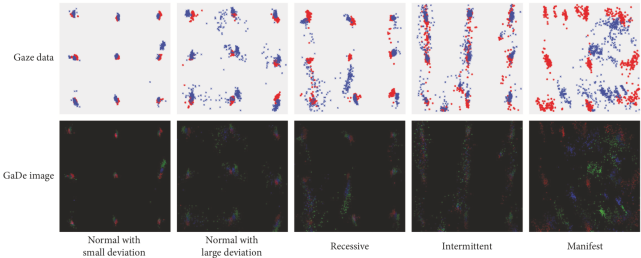 Gaze data
GaDe image
Normal with
small deviation
Normal with
large deviation
Recessive
Intermittent
Manifest